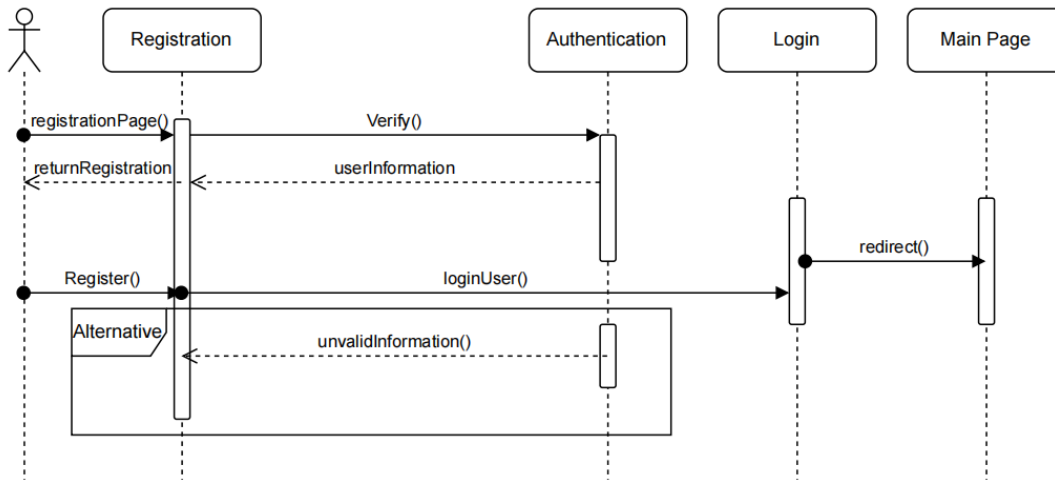 Registration
Authentication
Login
Main Page
registrationPage()
Verify()
returnRegistration
userInformation
redirect()
Register()
loginUser()
Alternative
unvalidInformation()